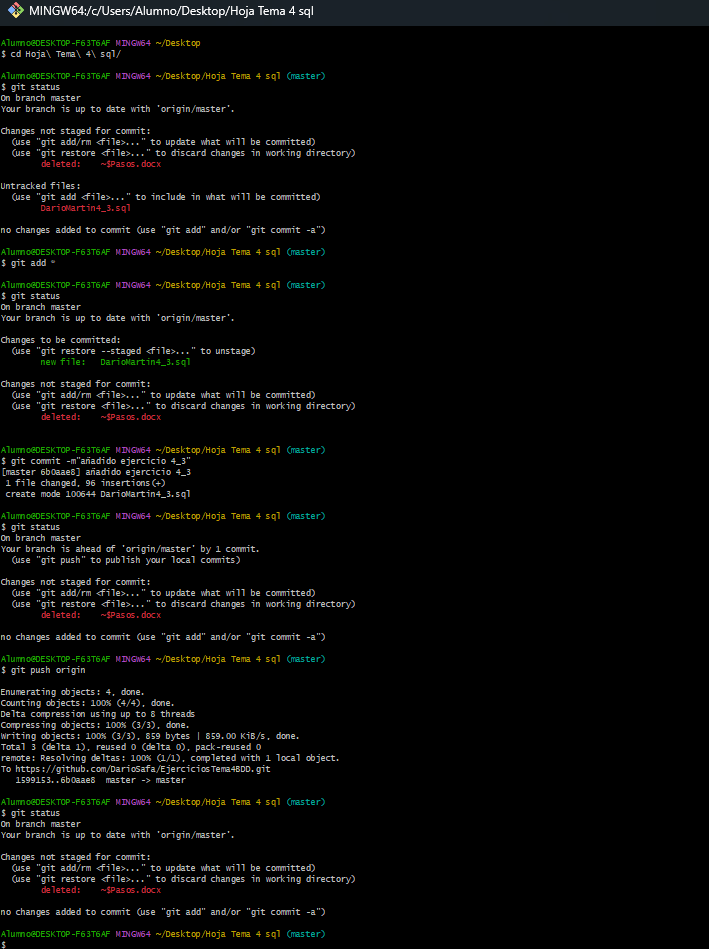 MINGW64:/c/Users/Alumno/Desktop/Hoja Tema 4 sql
Alumno@DESKTOP-F63T6AF MINGW64 ~/Desktop
$ cd Hoja\ Tema\ 4\ sql/
Alumno@DESKTOP-F63T6AF MINGW64 ~/Desktop/Hoja Tema 4 sql (master)
$ git status
On branch master
Your branch is up to date with 'origin/master'.
Changes not staged for commit:
(use "git add/rm <file>..." to update what will be committed)
(use "git restore <file>..." to discard changes in working directory)
deleted: ~$Pasos.docx
Untracked files:
(use "git add <file>..." to include in what will be committed)
DarioMartin4_3.sql
no changes added to commit (use "git add" and/or "git commit -a")
Alumno@DESKTOP-F63T6AF MINGW64 ~/Desktop/Hoja Tema 4 sql (master)
$ git add *
Alumno@DESKTOP-F63T6AF MINGW64 ~/Desktop/Hoja Tema 4 sql (master)
$ git status
On branch master
Your branch is up to date with 'origin/master'.
Changes to be committed:
(use "git restore --staged <file>..." to unstage)
new file: DarioMartin4_3.sql
Changes not staged for commit:
(use "git add/rm <file>..." to update what will be committed)
(use "git restore <file>..." to discard changes in working directory)
deleted: ~$Pasos.docx
Alumno@DESKTOP-F63T6AF MINGW64 ~/Desktop/Hoja Tema 4 sql (master)
$ git commit -m"añadido ejercicio 4_3"
[master 6b0aae8] añadido ejercicio 4_3
1 file changed, 96 insertions(+)
create mode 100644 DarioMartin4_3.sql
Alumno@DESKTOP-F63T6AF MINGW64 ~/Desktop/Hoja Tema 4 sql (master)
$ git status
On branch master
Your branch is ahead of 'origin/master' by 1 commit.
(use "git push" to publish your local commits)
Changes not staged for commit:
(use "git add/rm <file>..." to update what will be committed)
(use "git restore <file>..." to discard changes in working directory)
deleted: ~$Pasos.docx
no changes added to commit (use "git add" and/or "git commit -a")
Alumno@DESKTOP-F63T6AF MINGW64 ~/Desktop/Hoja Tema 4 sql (master)
$ git push origin
Enumerating objects: 4, done.
Counting objects: 100% (4/4), done.
Delta compression using up to 8 threads
Compressing objects: 100% (3/3), done.
Writing objects: 100% (3/3), 859 bytes | 859.00 KiB/s, done.
Total 3 (delta 1), reused 0 (delta 0), pack-reused 0
remote: Resolving deltas: 100% (1/1), completed with 1 local object.
To https://github.com/DarioSafa/EjerciciosTema4BDD.git
1599153..6b0aae8 master -> master
Alumno@DESKTOP-F63T6AF MINGW64 ~/Desktop/Hoja Tema 4 sql (master)
$ git status
On branch master
Your branch is up to date with 'origin/master'.
Changes not staged for commit:
(use "git add/rm <file>..." to update what will be committed)
(use "git restore <file>..." to discard changes in working directory)
deleted: ~$Pasos.docx
no changes added to commit (use "git add" and/or "git commit -a")
Alumno@DESKTOP-F63T6AF MINGW64 ~/Desktop/Hoja Tema 4 sql (master)
$